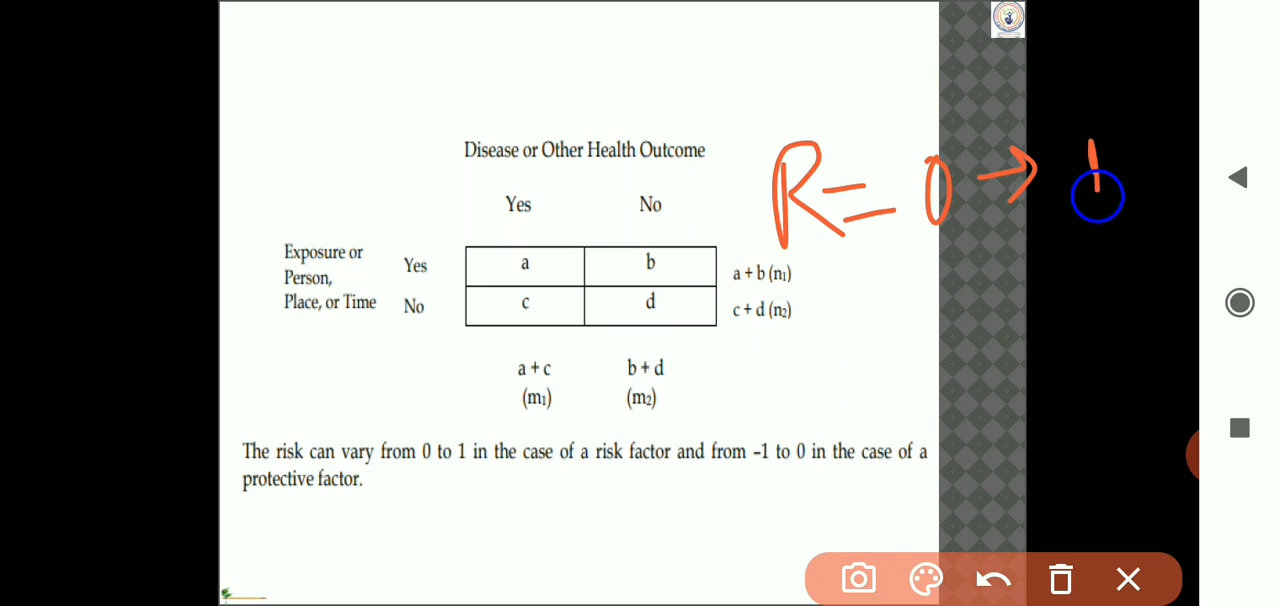 Disease or Other Health Outcome
R = 0 → 1
Yes No
Exposure or
Person,
Place, or Time
Yes a b a + b (n₁)
No c d c + d (n₂)
a + c b + d
(m₁) (m₂)
The risk can vary from 0 to 1 in the case of a risk factor and from –1 to 0 in the case of a
protective factor.